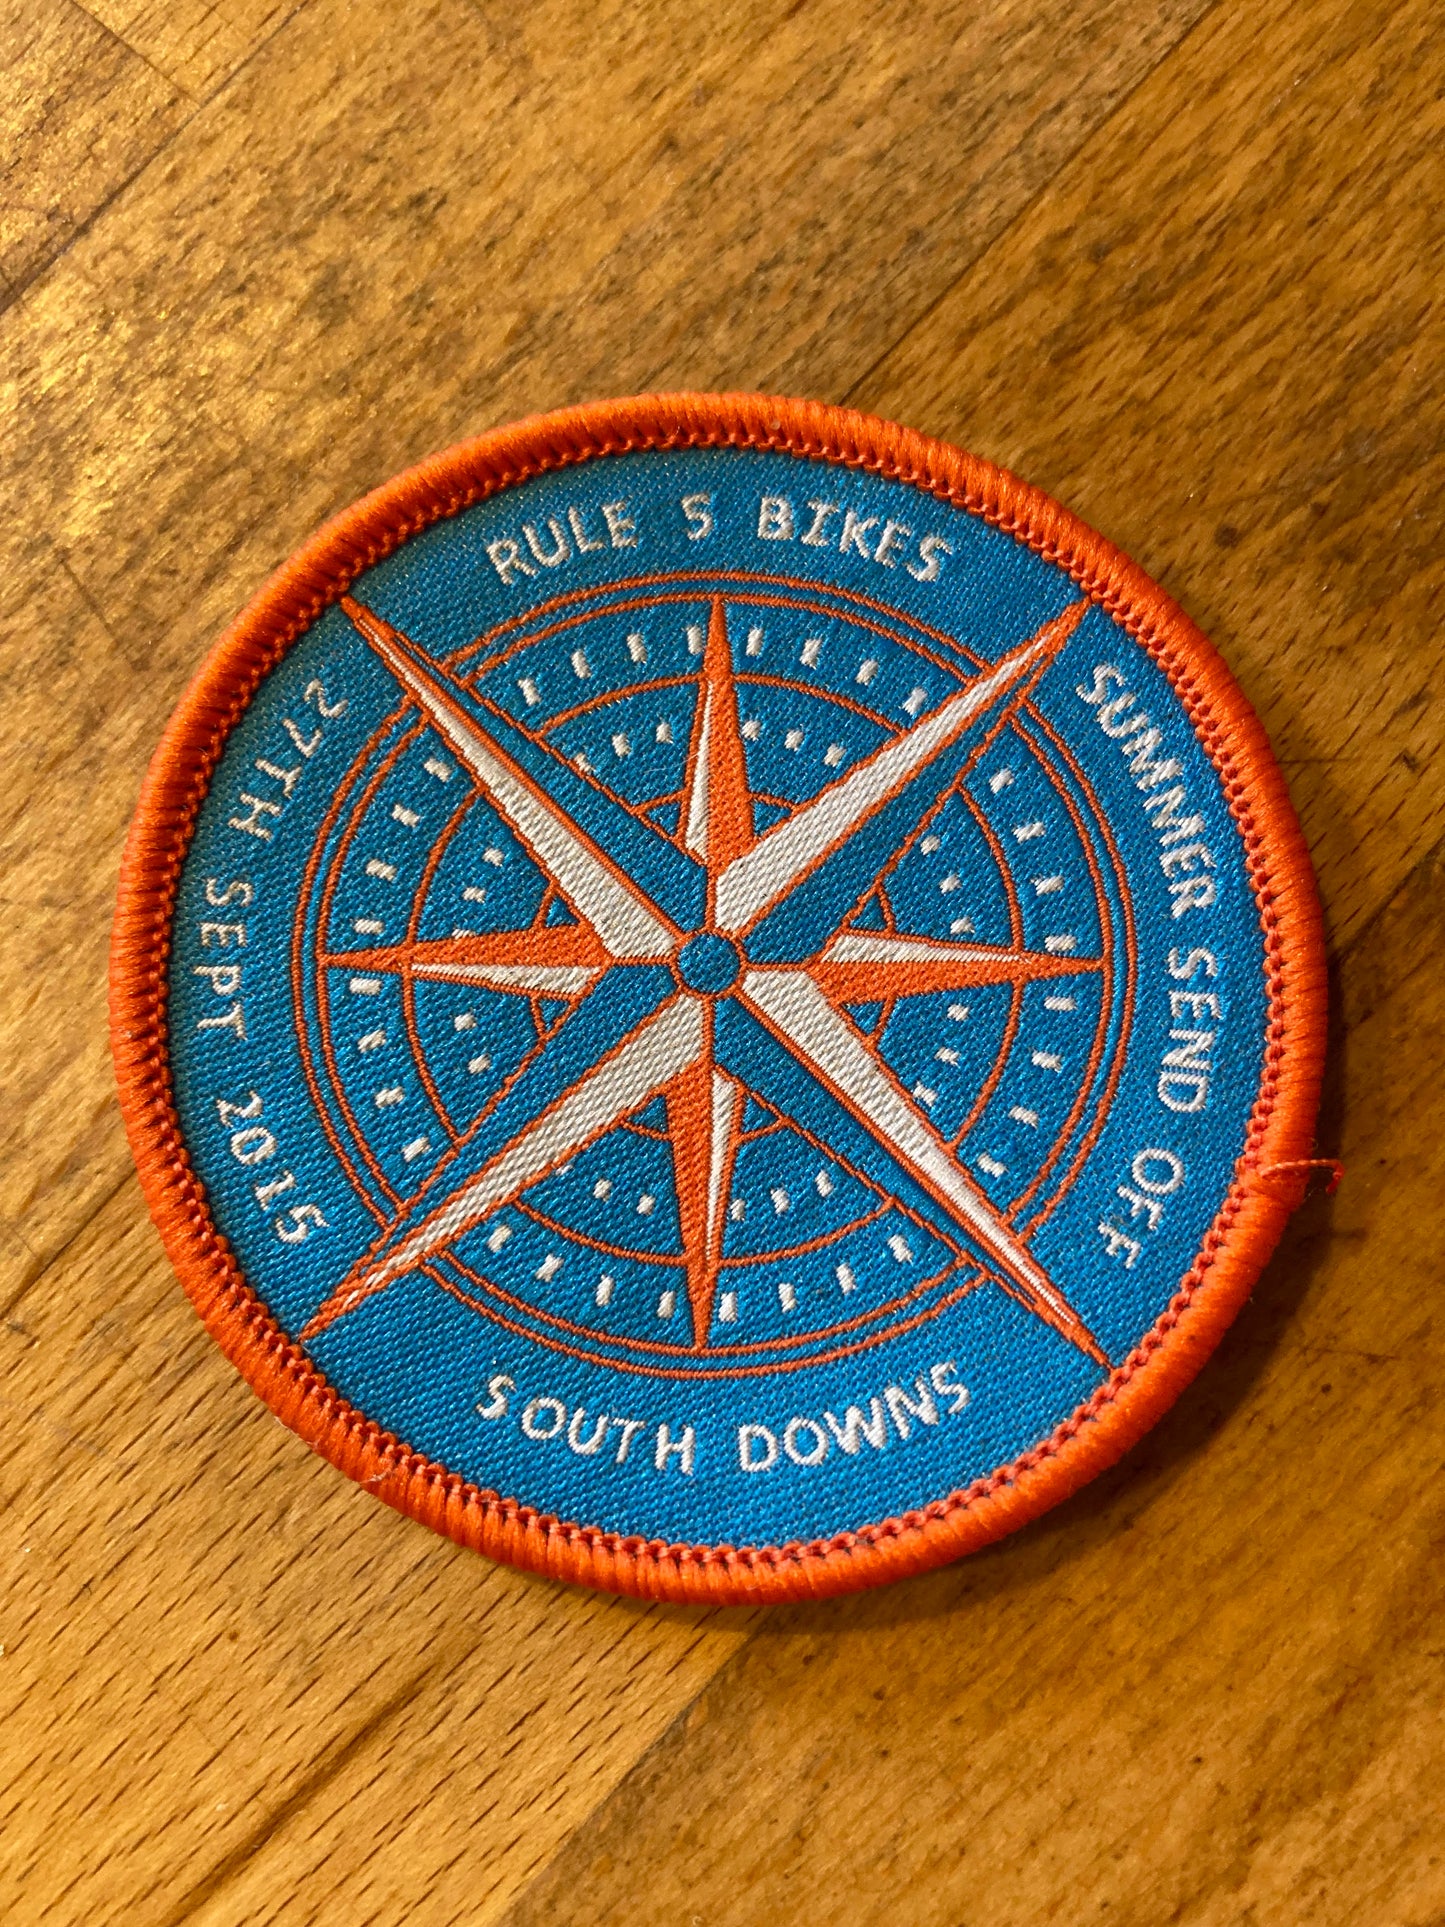 RULE 5 BIKES
SUMMER SEND OFF
SOUTH DOWNS
27TH SEPT 2015